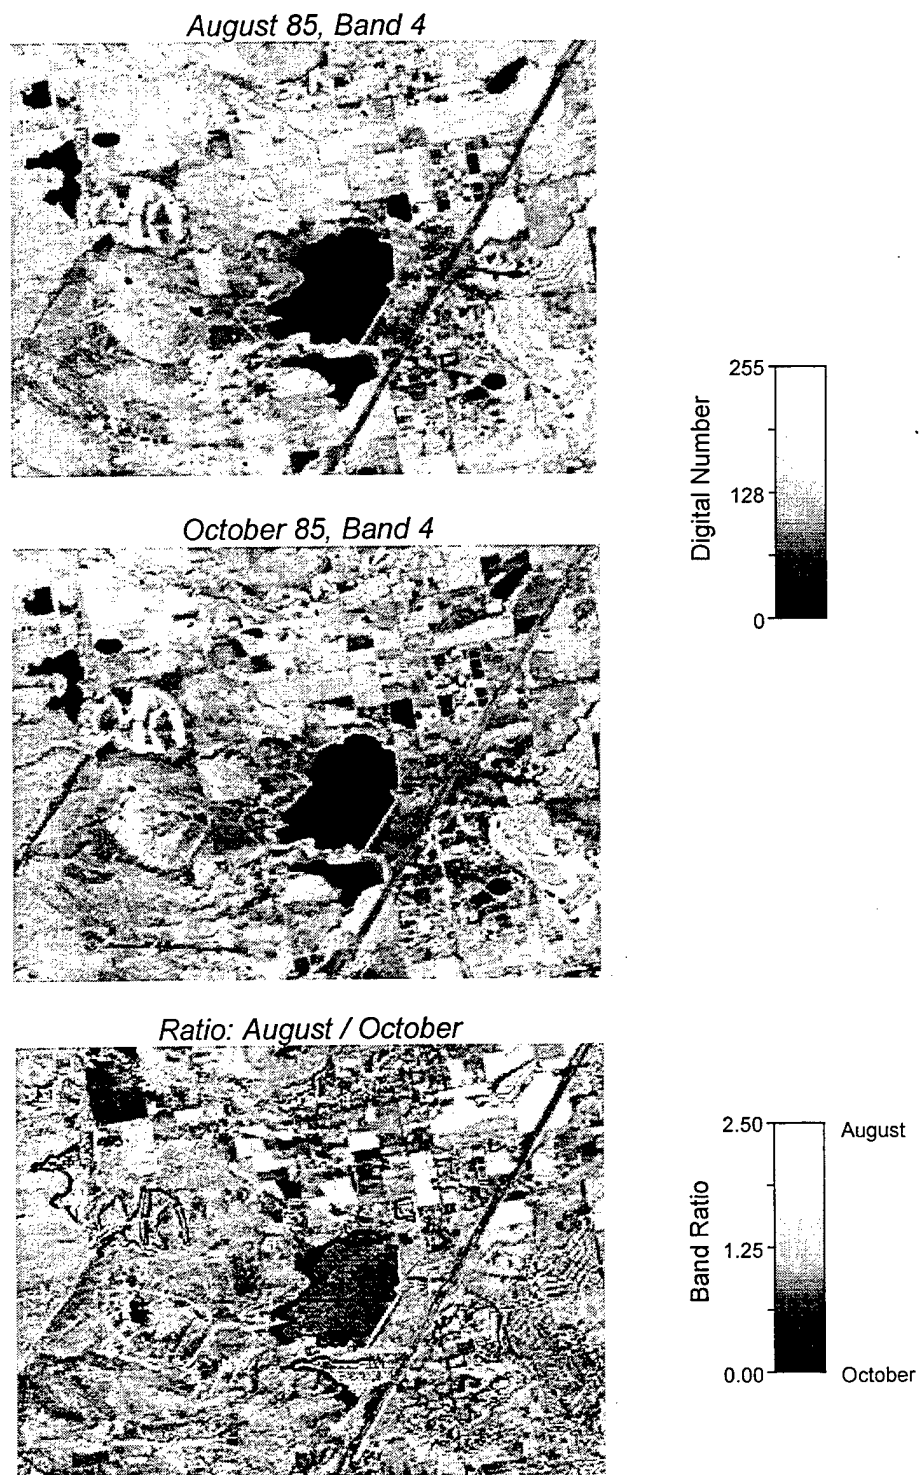 August 85, Band 4
255
Digital Number
128
0
October 85, Band 4
Ratio: August / October
2.50
August
Band Ratio
1.25
0.00
October